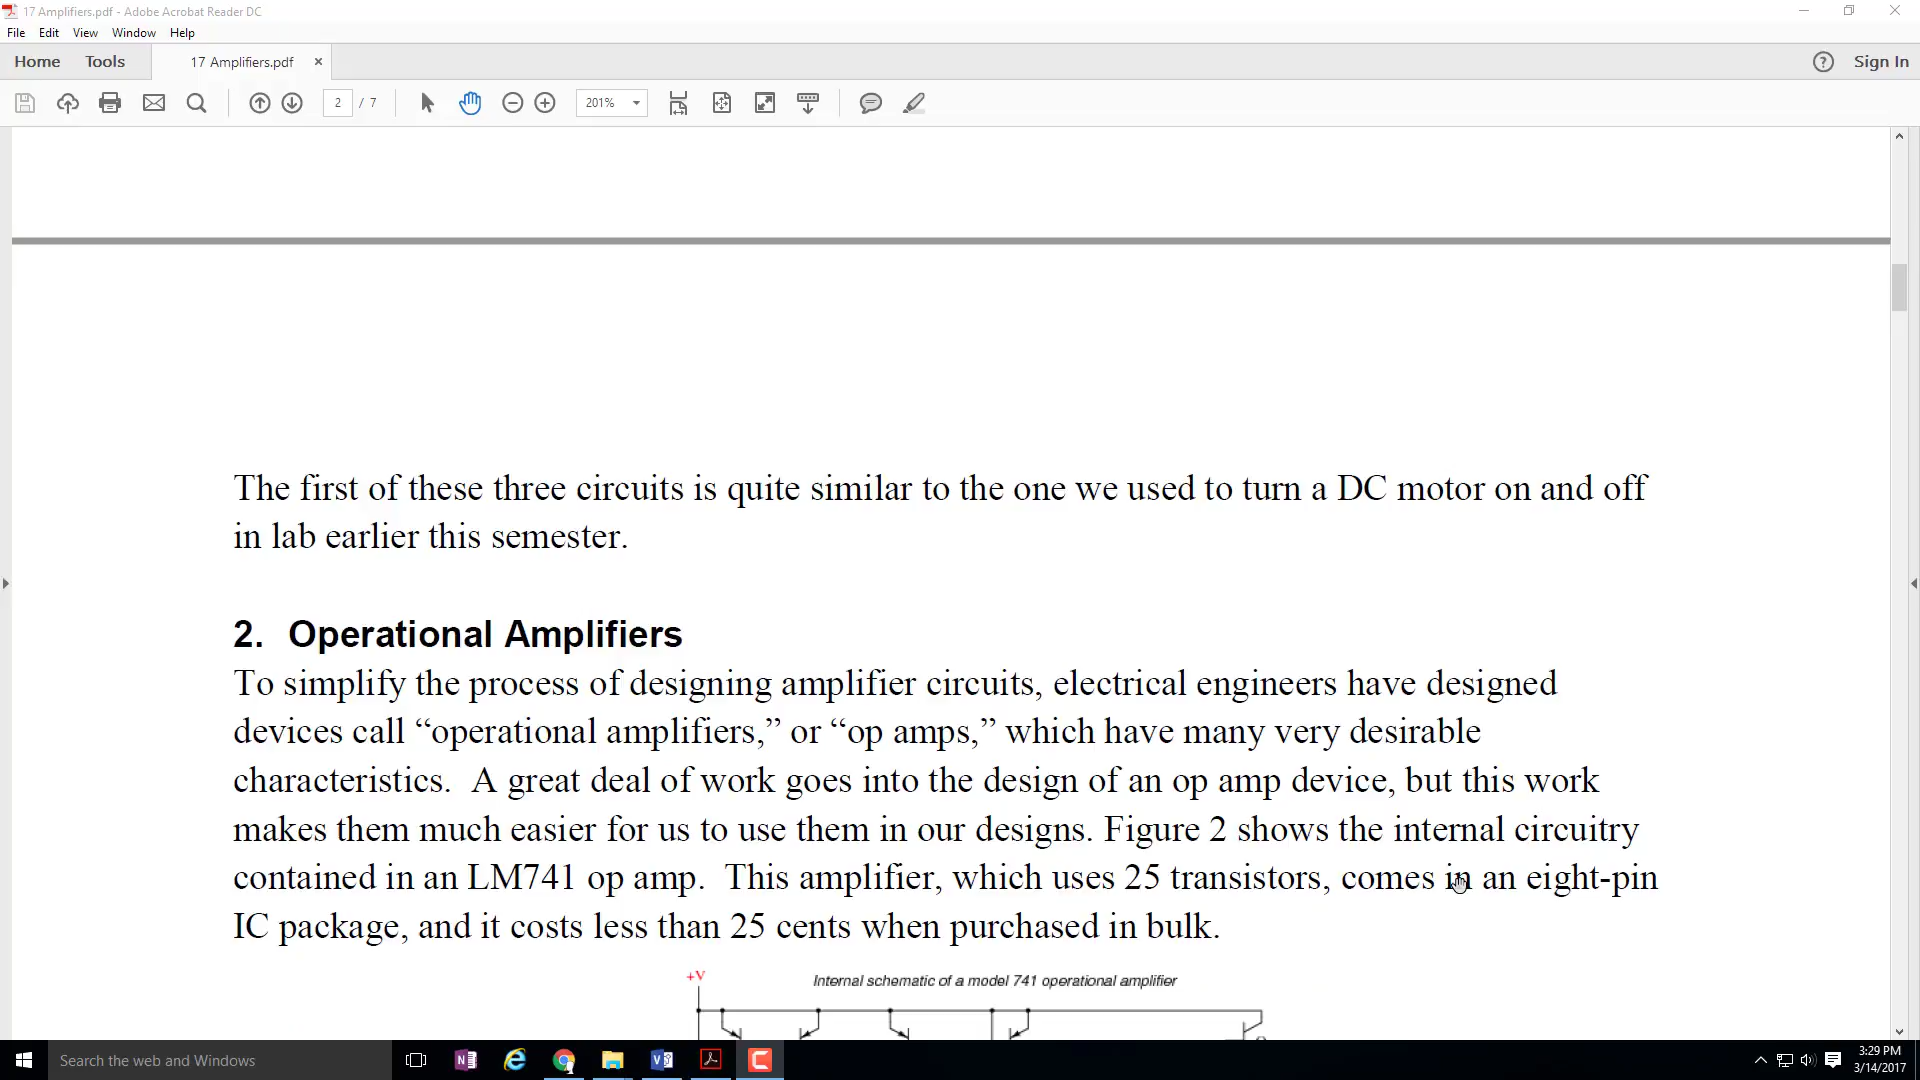 17 Amplifiers.pdf - Adobe Acrobat Reader DC
File Edit View Window Help
Home Tools 17 Amplifiers.pdf × Sign In
2 / 7 201%
The first of these three circuits is quite similar to the one we used to turn a DC motor on and off
in lab earlier this semester.
2. Operational Amplifiers
To simplify the process of designing amplifier circuits, electrical engineers have designed
devices call “operational amplifiers,” or “op amps,” which have many very desirable
characteristics. A great deal of work goes into the design of an op amp device, but this work
makes them much easier for us to use them in our designs. Figure 2 shows the internal circuitry
contained in an LM741 op amp. This amplifier, which uses 25 transistors, comes in an eight-pin
IC package, and it costs less than 25 cents when purchased in bulk.
+V Internal schematic of a model 741 operational amplifier
Search the web and Windows
3:29 PM
3/14/2017